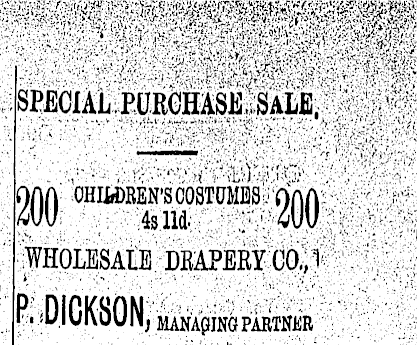 SPECIAL PURCHASE SALE.
200 CHILDREN'S COSTUMES 200
4s 11d
WHOLESALE DRAPERY CO.,
P. DICKSON, MANAGING PARTNER